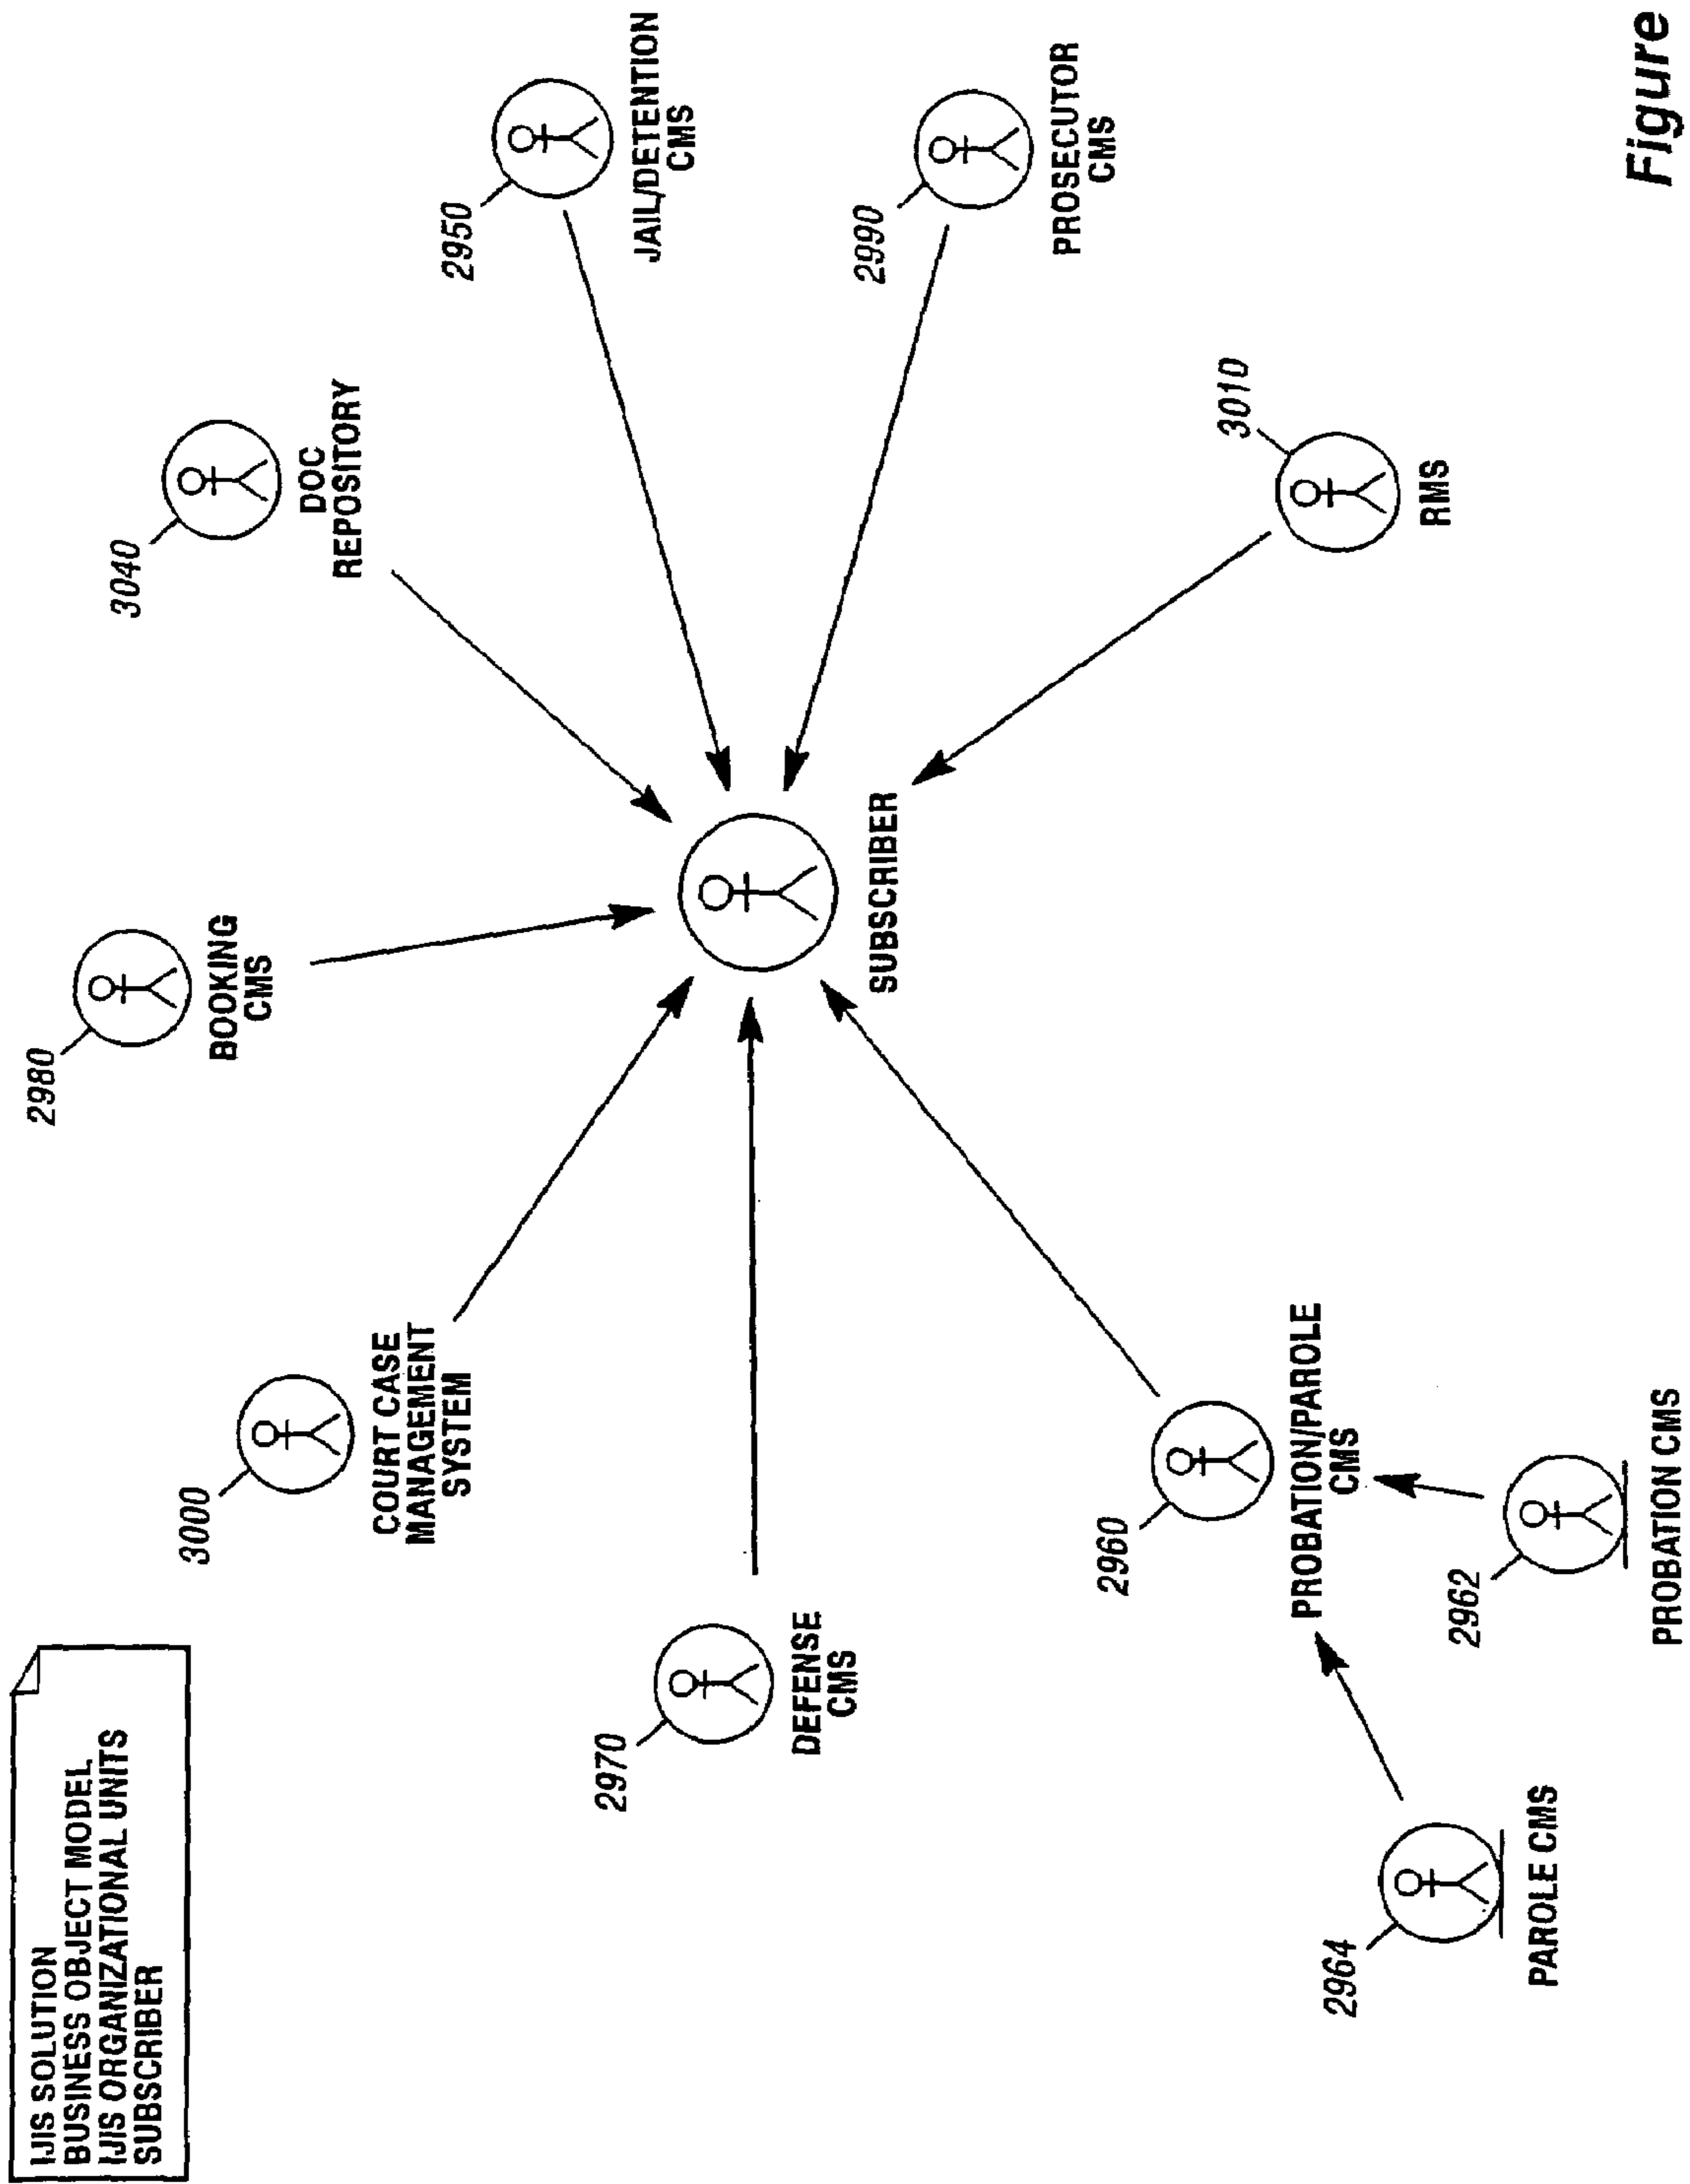 IJIS SOLUTION
BUSINESS OBJECT MODEL
IJIS ORGANIZATIONAL UNITS
SUBSCRIBER
2980
BOOKING
CMS
3040
DOC
REPOSITORY
3000
COURT CASE
MANAGEMENT
SYSTEM
2950
JAIL/DETENTION
CMS
2970
DEFENSE
CMS
SUBSCRIBER
2990
PROSECUTOR
CMS
2960
PROBATION/PAROLE
CMS
3010
RMS
2964
PAROLE CMS
2962
PROBATION CMS
Figure